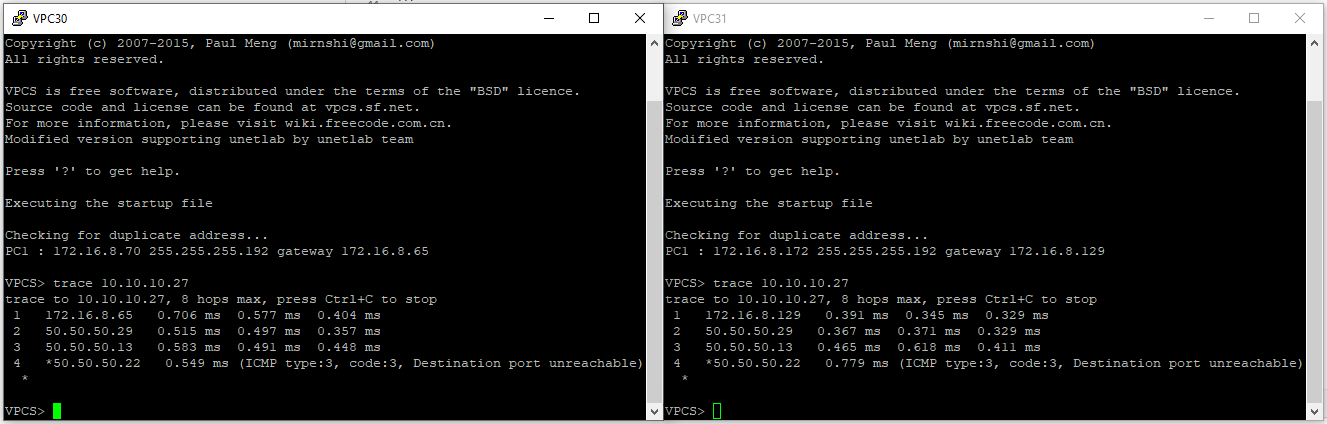 VPC30
Copyright (c) 2007-2015, Paul Meng (mirnshi@gmail.com)
All rights reserved.
VPCS is free software, distributed under the terms of the "BSD" licence.
Source code and license can be found at vpcs.sf.net.
For more information, please visit wiki.freecode.com.cn.
Modified version supporting unetlab by unetlab team
Press '?' to get help.
Executing the startup file
Checking for duplicate address...
PC1 : 172.16.8.70 255.255.255.192 gateway 172.16.8.65
VPCS> trace 10.10.10.27
trace to 10.10.10.27, 8 hops max, press Ctrl+C to stop
1   172.16.8.65   0.706 ms  0.577 ms  0.404 ms
2   50.50.50.29   0.515 ms  0.497 ms  0.357 ms
3   50.50.50.13   0.583 ms  0.491 ms  0.448 ms
4   *50.50.50.22   0.549 ms (ICMP type:3, code:3, Destination port unreachable)
*
VPCS>
VPC31
Copyright (c) 2007-2015, Paul Meng (mirnshi@gmail.com)
All rights reserved.
VPCS is free software, distributed under the terms of the "BSD" licence.
Source code and license can be found at vpcs.sf.net.
For more information, please visit wiki.freecode.com.cn.
Modified version supporting unetlab by unetlab team
Press '?' to get help.
Executing the startup file
Checking for duplicate address...
PC1 : 172.16.8.172 255.255.255.192 gateway 172.16.8.129
VPCS> trace 10.10.10.27
trace to 10.10.10.27, 8 hops max, press Ctrl+C to stop
1   172.16.8.129   0.391 ms  0.345 ms  0.329 ms
2   50.50.50.29   0.367 ms  0.371 ms  0.329 ms
3   50.50.50.13   0.465 ms  0.618 ms  0.411 ms
4   *50.50.50.22   0.779 ms (ICMP type:3, code:3, Destination port unreachable)
*
VPCS>